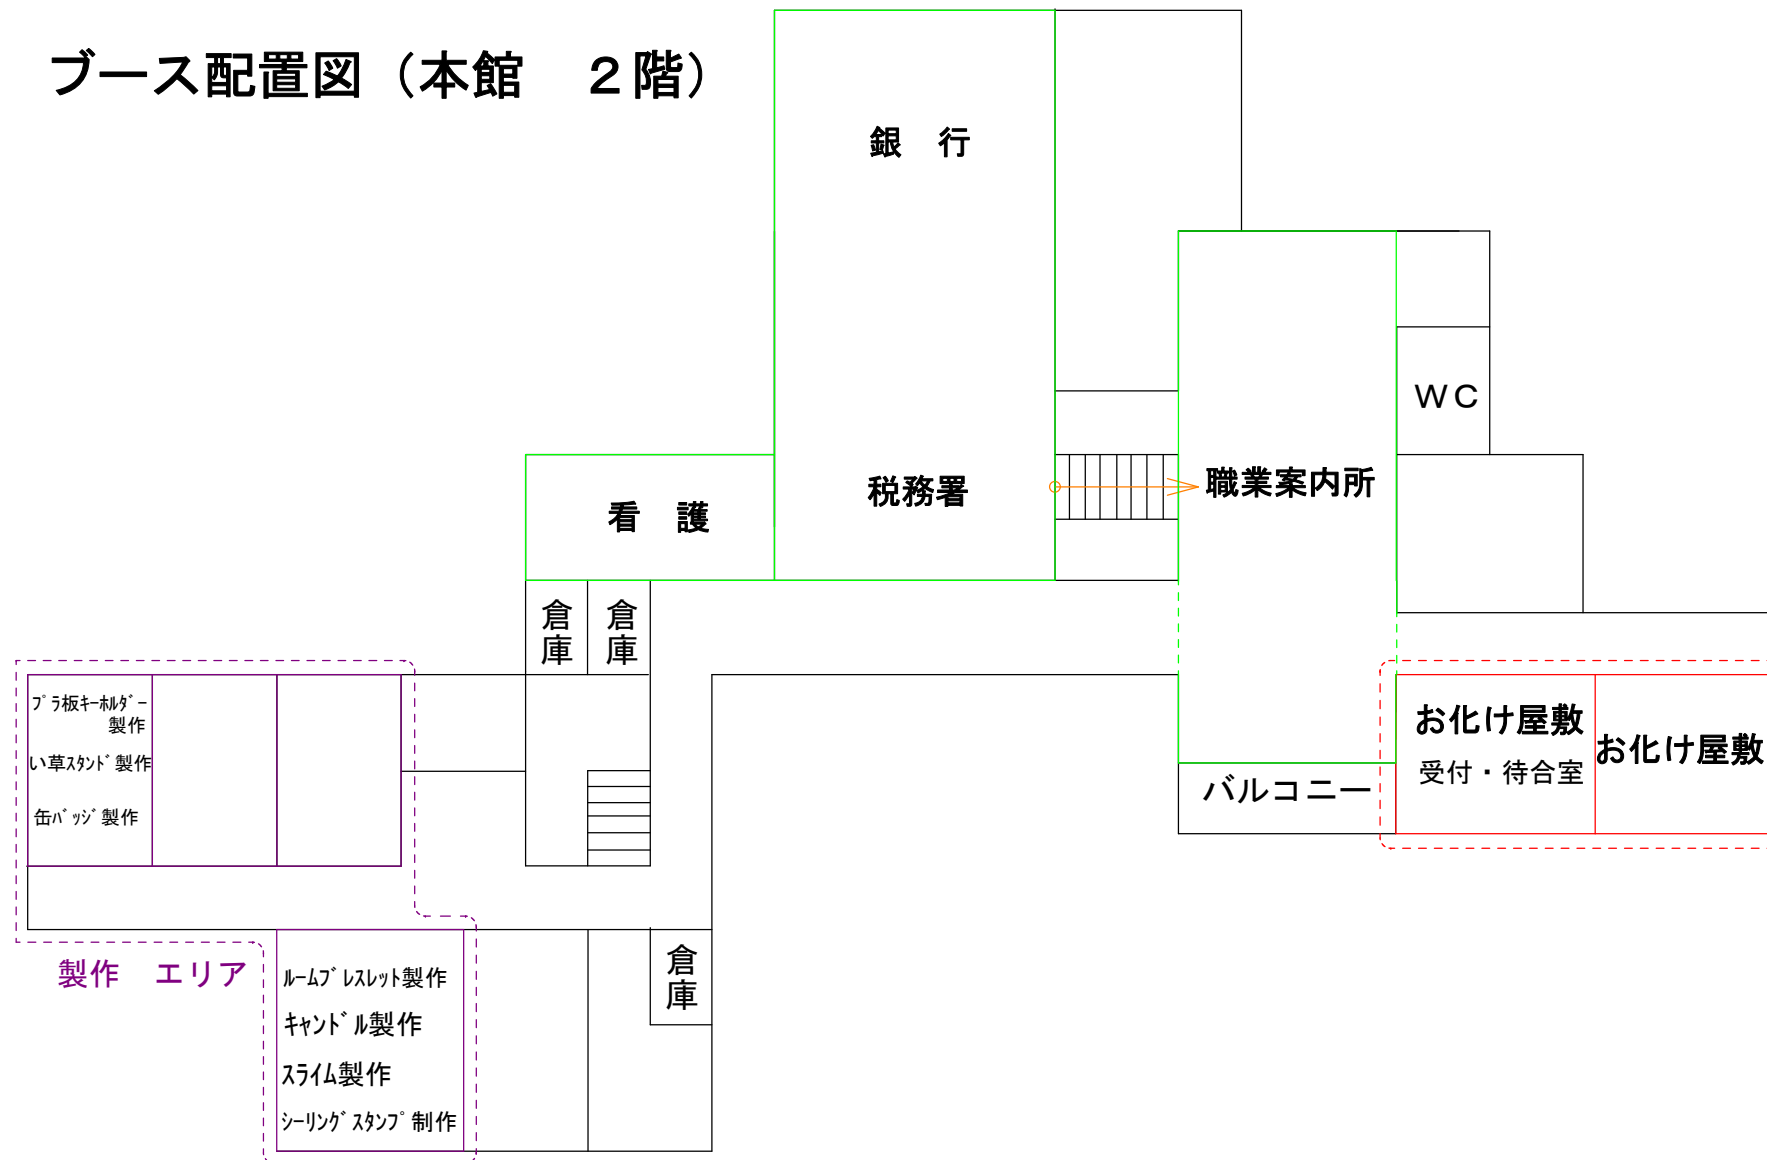 ブース配置図（本館　２階）
銀　行
ＷＣ
税務署
職業案内所
看　護
倉庫
倉庫
ﾌﾟﾗ板ｷｰﾎﾙﾀﾞｰ
製作
い草ｽﾀﾝﾄﾞ製作
缶ﾊﾞｯｼﾞ製作
お化け屋敷
受付・待合室
お化け屋敷
バルコニー
製作　エリア
ﾙｰﾑﾌﾞﾚｽﾚｯﾄ製作
ｷｬﾝﾄﾞﾙ製作
ｽﾗｲﾑ製作
ｼｰﾘﾝｸﾞｽﾀﾝﾌﾟ制作
倉庫